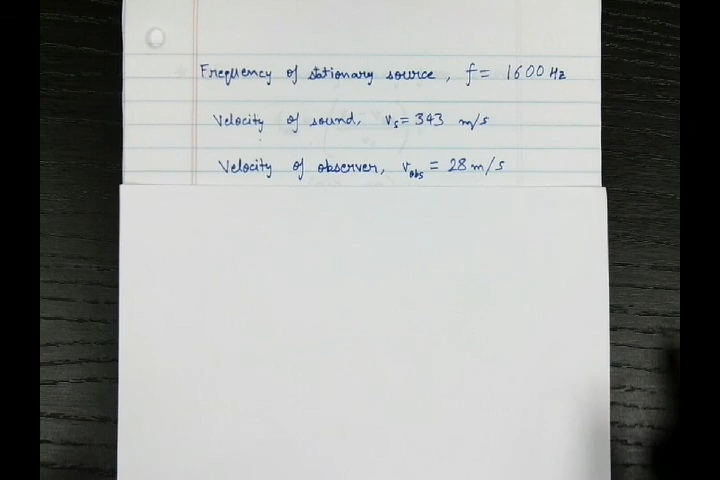 Frequency of stationary source, f = 1600 Hz
Velocity of sound, vs = 343 m/s
Velocity of observer, vobs = 28 m/s